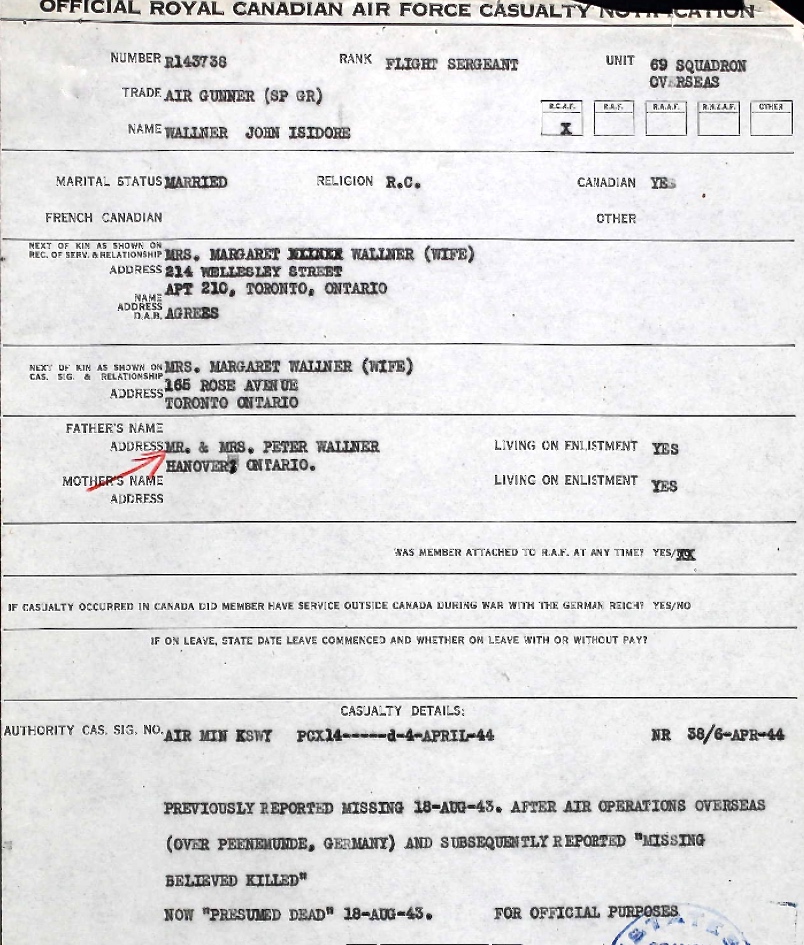 OFFICIAL ROYAL CANADIAN AIR FORCE CASUALTY NOTIFICATION
NUMBER R143738 RANK FLIGHT SERGEANT UNIT 69 SQUADRON
OVERSEAS
TRADE AIR GUNNER (SP GR)
R.C.A.F. R.A.F. R.A.A.F. R.N.Z.A.F. OTHER
X
NAME WALLNER JOHN ISIDORE
MARITAL STATUS MARRIED RELIGION R.C. CANADIAN YES
FRENCH CANADIAN OTHER
NEXT OF KIN AS SHOWN ON
REC. OF SERV. & RELATIONSHIP MRS. MARGARET WALLNER (WIFE)
ADDRESS 214 WELLESLEY STREET
APT 210, TORONTO, ONTARIO
NAME
ADDRESS
D.A.B. AGREES
NEXT OF KIN AS SHOWN ON
CAS. SIG. & RELATIONSHIP MRS. MARGARET WALLNER (WIFE)
ADDRESS 165 ROSE AVENUE
TORONTO ONTARIO
FATHER'S NAME
ADDRESS MR. & MRS. PETER WALLNER LIVING ON ENLISTMENT YES
HANOVER, ONTARIO.
MOTHER'S NAME LIVING ON ENLISTMENT YES
ADDRESS
WAS MEMBER ATTACHED TO R.A.F. AT ANY TIME? YES/
IF CASUALTY OCCURRED IN CANADA DID MEMBER HAVE SERVICE OUTSIDE CANADA DURING WAR WITH THE GERMAN REICH? YES/NO
IF ON LEAVE, STATE DATE LEAVE COMMENCED AND WHETHER ON LEAVE WITH OR WITHOUT PAY?
CASUALTY DETAILS:
AUTHORITY CAS. SIG. NO. AIR MIN KSWY PCX14-----d-4-APRIL-44 NR 38/6-APR-44
PREVIOUSLY REPORTED MISSING 18-AUG-43. AFTER AIR OPERATIONS OVERSEAS
(OVER PEENEMUNDE, GERMANY) AND SUBSEQUENTLY REPORTED "MISSING
BELIEVED KILLED"
NOW "PRESUMED DEAD" 18-AUG-43. FOR OFFICIAL PURPOSES